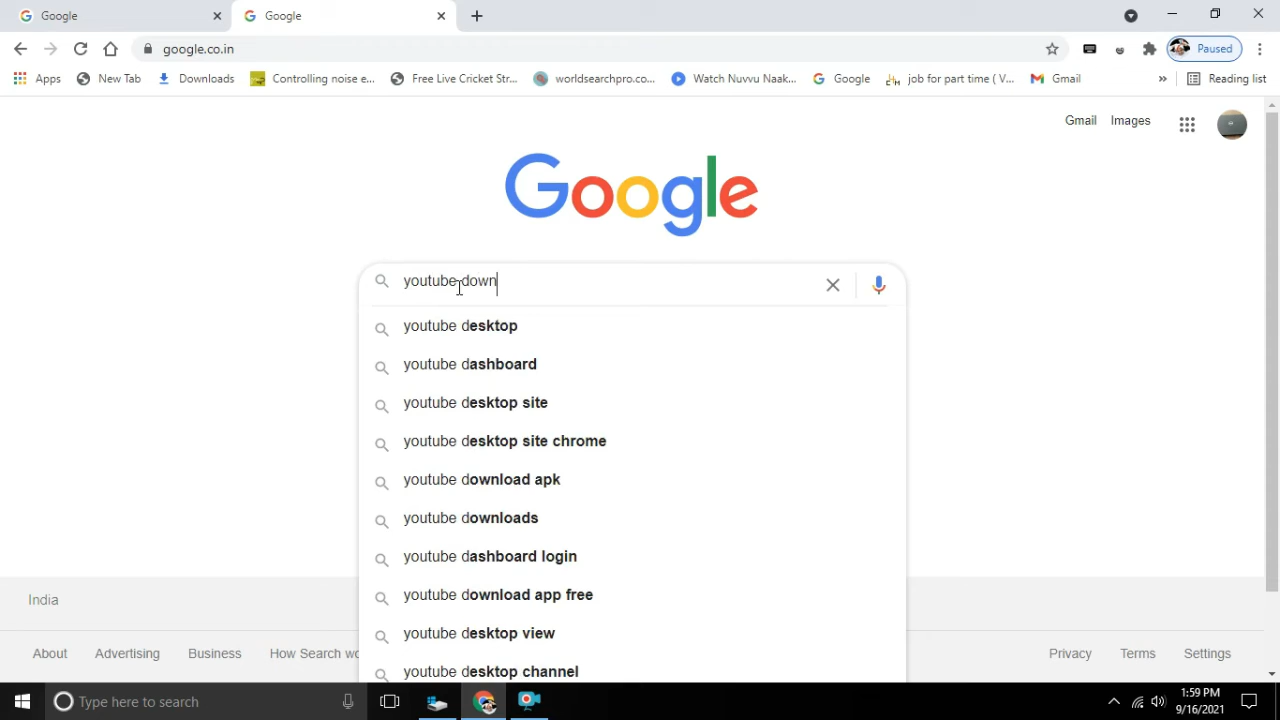 Google
Google
google.co.in
Paused
Apps
New Tab
Downloads
Controlling noise e...
Free Live Cricket Str...
worldsearchpro.co...
Watch Nuvvu Naak...
Google
job for part time ( V...
Gmail
»
Reading list
Gmail
Images
Google
youtube down
youtube desktop
youtube dashboard
youtube desktop site
youtube desktop site chrome
youtube download apk
youtube downloads
youtube dashboard login
youtube download app free
youtube desktop view
youtube desktop channel
India
About
Advertising
Business
How Search wo
Privacy
Terms
Settings
Type here to search
1:59 PM
9/16/2021